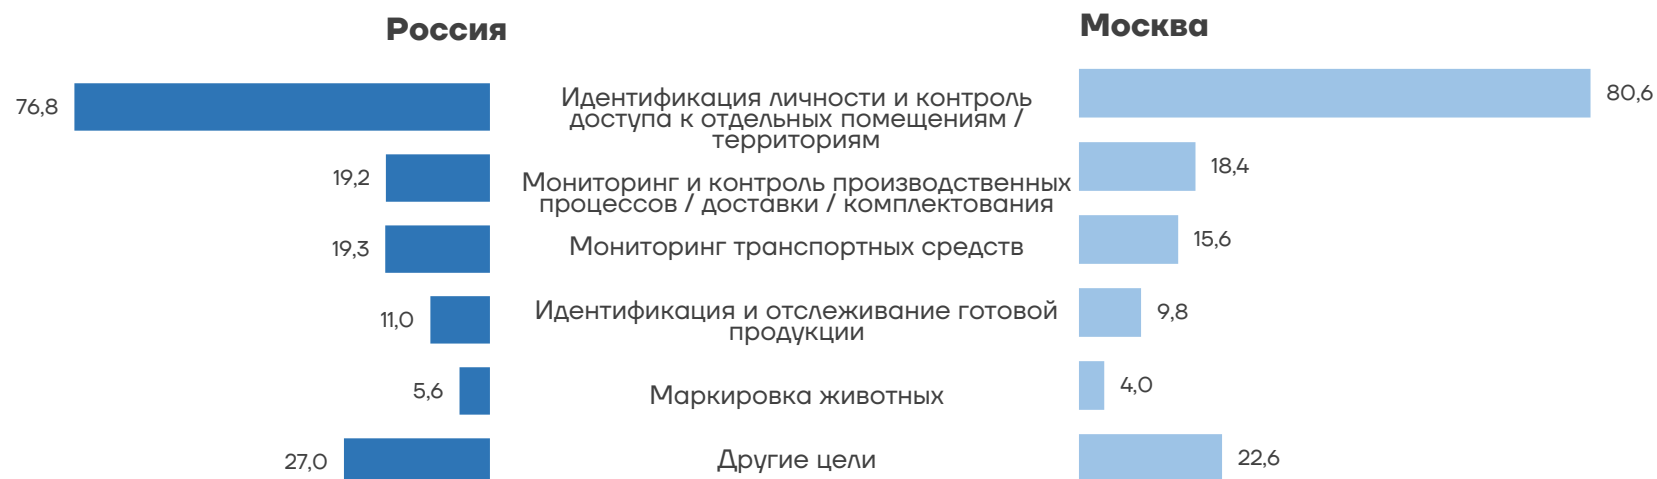 Россия
Москва
76,8
Идентификация личности и контроль
доступа к отдельных помещениям /
территориям
80,6
19,2
Мониторинг и контроль производственных
процессов / доставки / комплектования
18,4
19,3
Мониторинг транспортных средств
15,6
11,0
Идентификация и отслеживание готовой
продукции
9,8
5,6
Маркировка животных
4,0
27,0
Другие цели
22,6